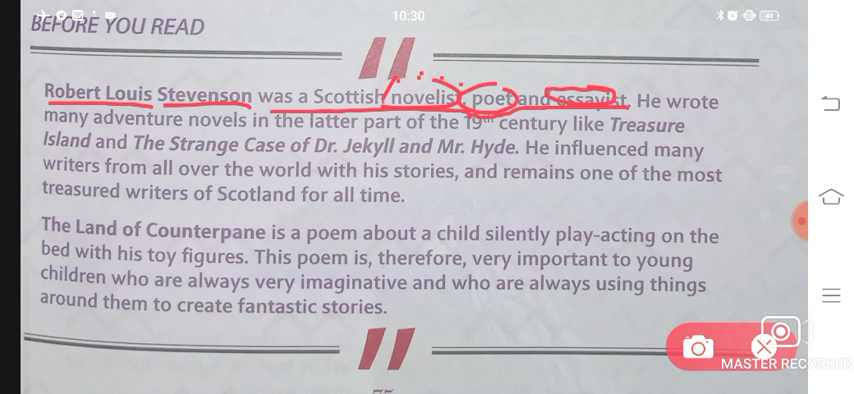 10:30
BEFORE YOU READ
Robert Louis Stevenson was a Scottish novelist, poet and essayist. He wrote
many adventure novels in the latter part of the 19th century like Treasure
Island and The Strange Case of Dr. Jekyll and Mr. Hyde. He influenced many
writers from all over the world with his stories, and remains one of the most
treasured writers of Scotland for all time.
The Land of Counterpane is a poem about a child silently play-acting on the
bed with his toy figures. This poem is, therefore, very important to young
children who are always very imaginative and who are always using things
around them to create fantastic stories.
MASTER RECORDER